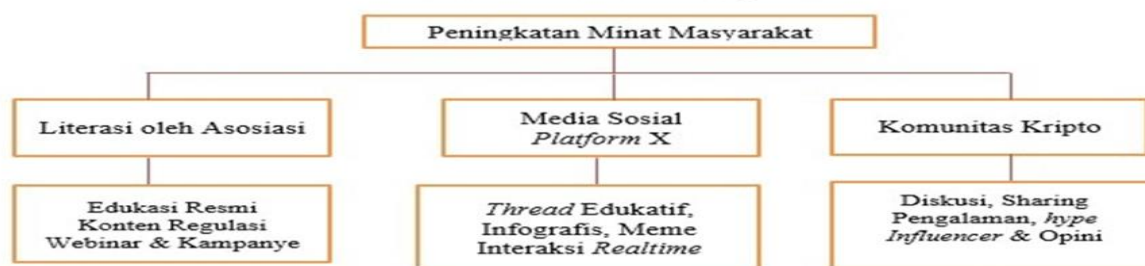 Peningkatan Minat Masyarakat
Literasi oleh Asosiasi
Media Sosial
Platform X
Komunitas Kripto
Edukasi Resmi
Konten Regulasi
Webinar & Kampanye
Thread Edukatif,
Infografis, Meme
Interaksi Realtime
Diskusi, Sharing
Pengalaman, hype
Influencer & Opini